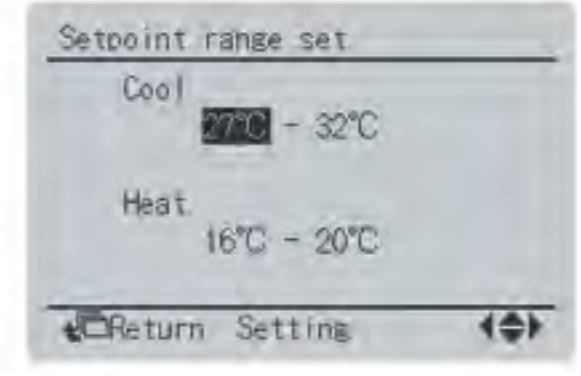 Setpoint range set
Cool
27°C - 32°C
Heat
16°C - 20°C
Return Setting